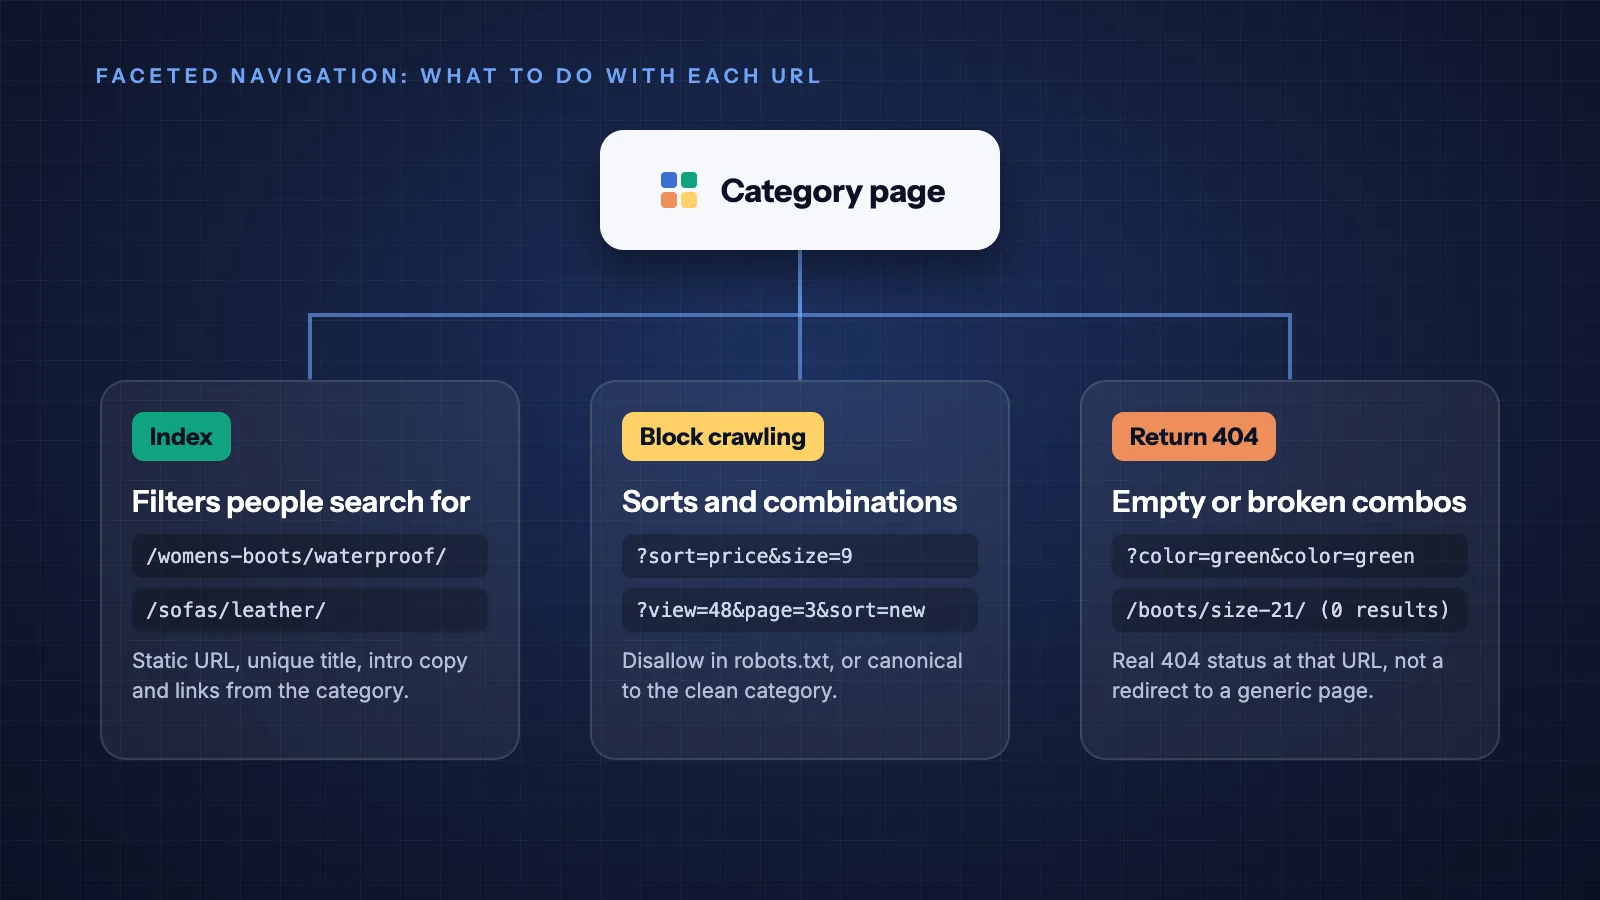 FACETED NAVIGATION: WHAT TO DO WITH EACH URL
Category page
Index
Filters people search for
/womens-boots/waterproof/
/sofas/leather/
Static URL, unique title, intro copy
and links from the category.
Block crawling
Sorts and combinations
?sort=price&size=9
?view=48&page=3&sort=new
Disallow in robots.txt, or canonical
to the clean category.
Return 404
Empty or broken combos
?color=green&color=green
/boots/size-21/ (0 results)
Real 404 status at that URL, not a
redirect to a generic page.